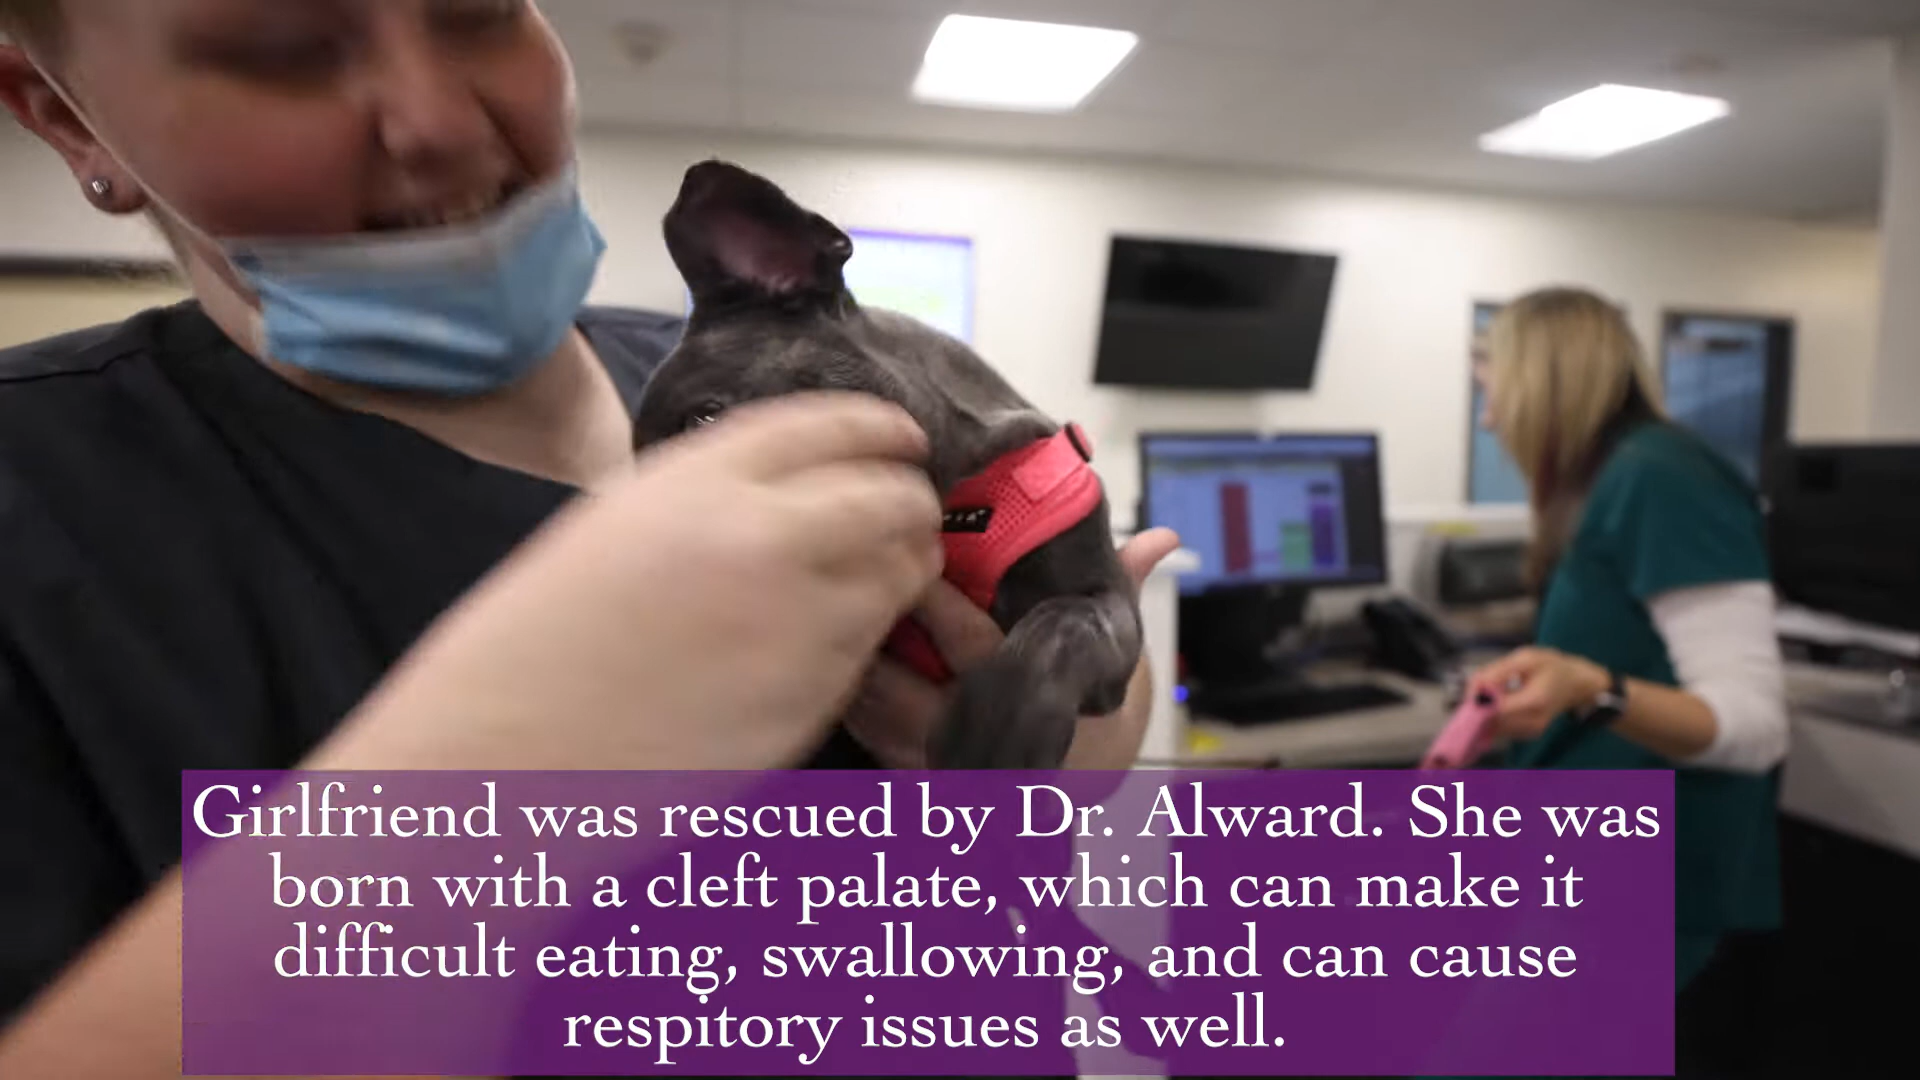 Girlfriend was rescued by Dr. Alward. She was
born with a cleft palate, which can make it
difficult eating, swallowing, and can cause
respitory issues as well.